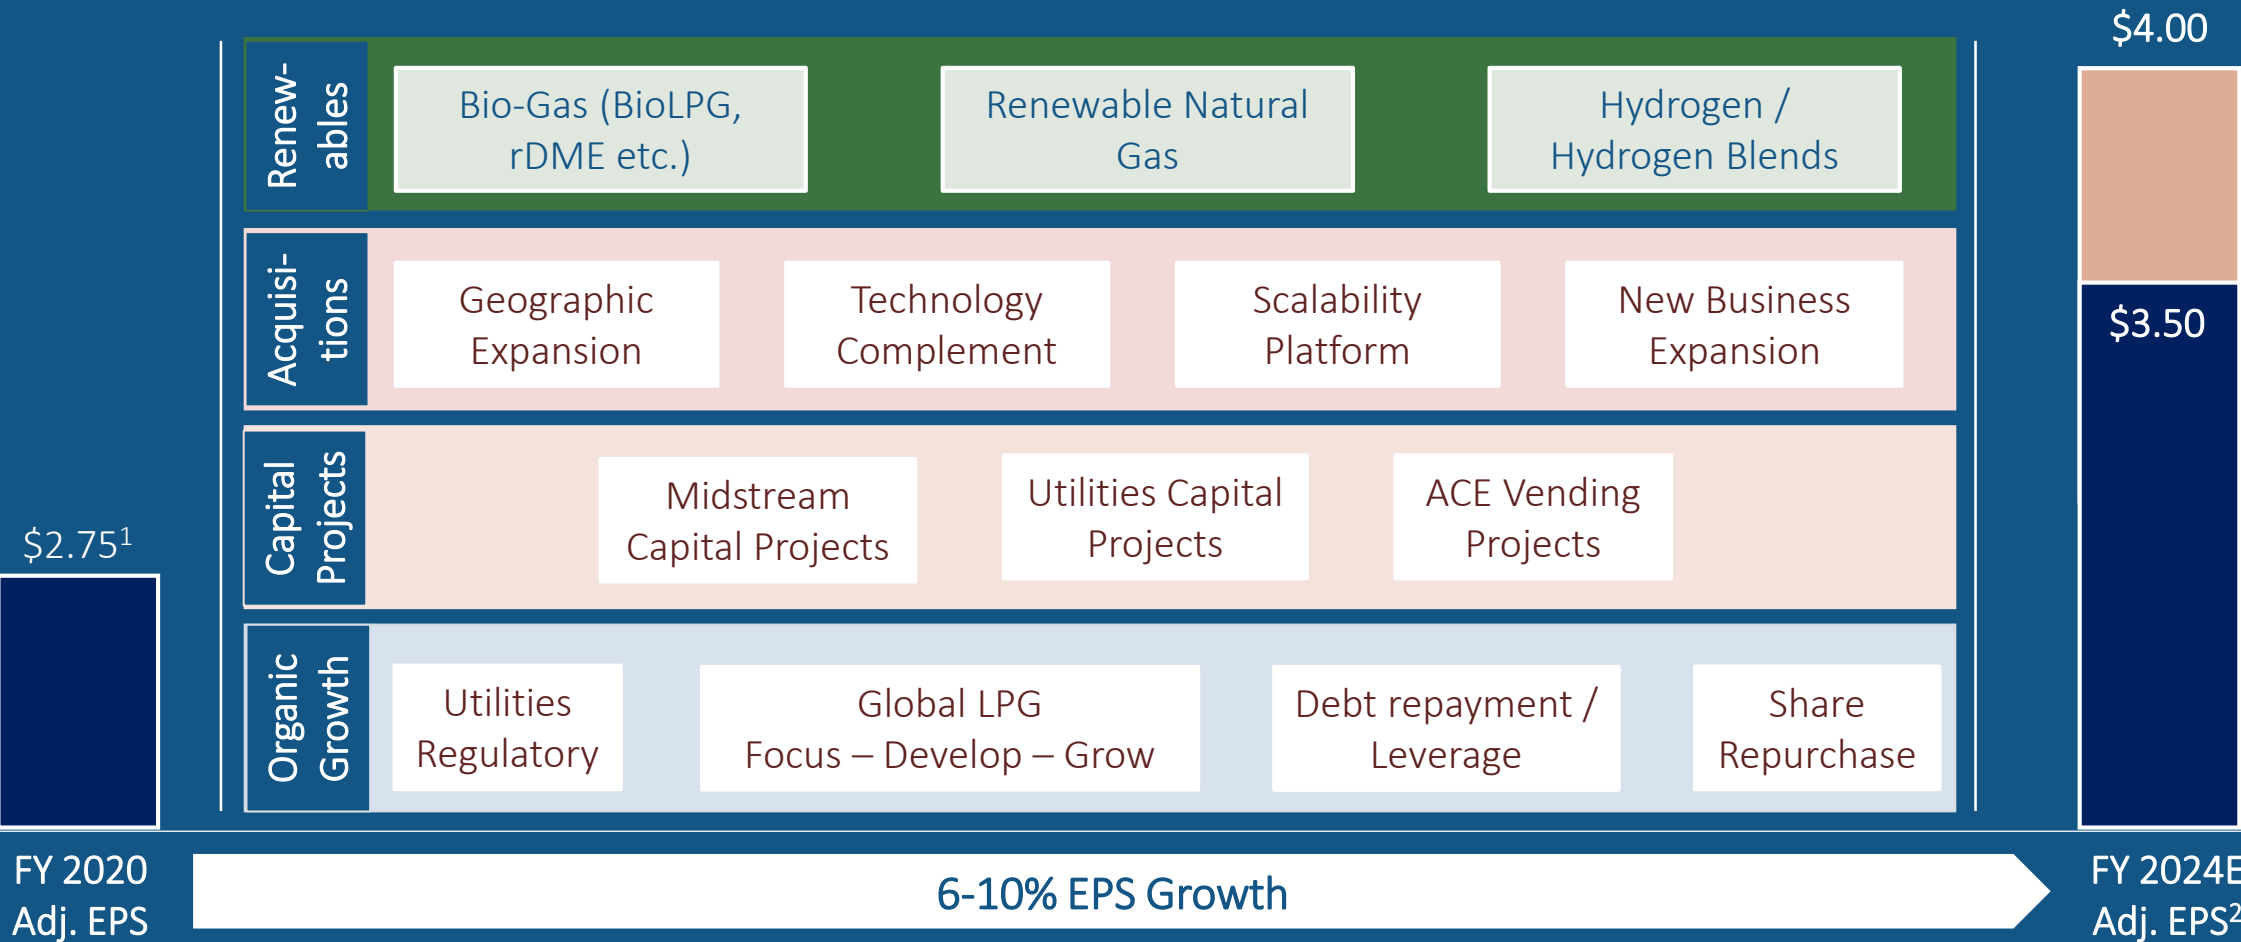 $4.00
Renew-
ables
Bio-Gas (BioLPG,
rDME etc.)
Renewable Natural
Gas
Hydrogen /
Hydrogen Blends
Acquisi-
tions
Geographic
Expansion
Technology
Complement
Scalability
Platform
New Business
Expansion
$3.50
Capital
Projects
Midstream
Capital Projects
Utilities Capital
Projects
ACE Vending
Projects
$2.75¹
Organic
Growth
Utilities
Regulatory
Global LPG
Focus – Develop – Grow
Debt repayment /
Leverage
Share
Repurchase
FY 2020
Adj. EPS
6-10% EPS Growth
FY 2024E
Adj. EPS²